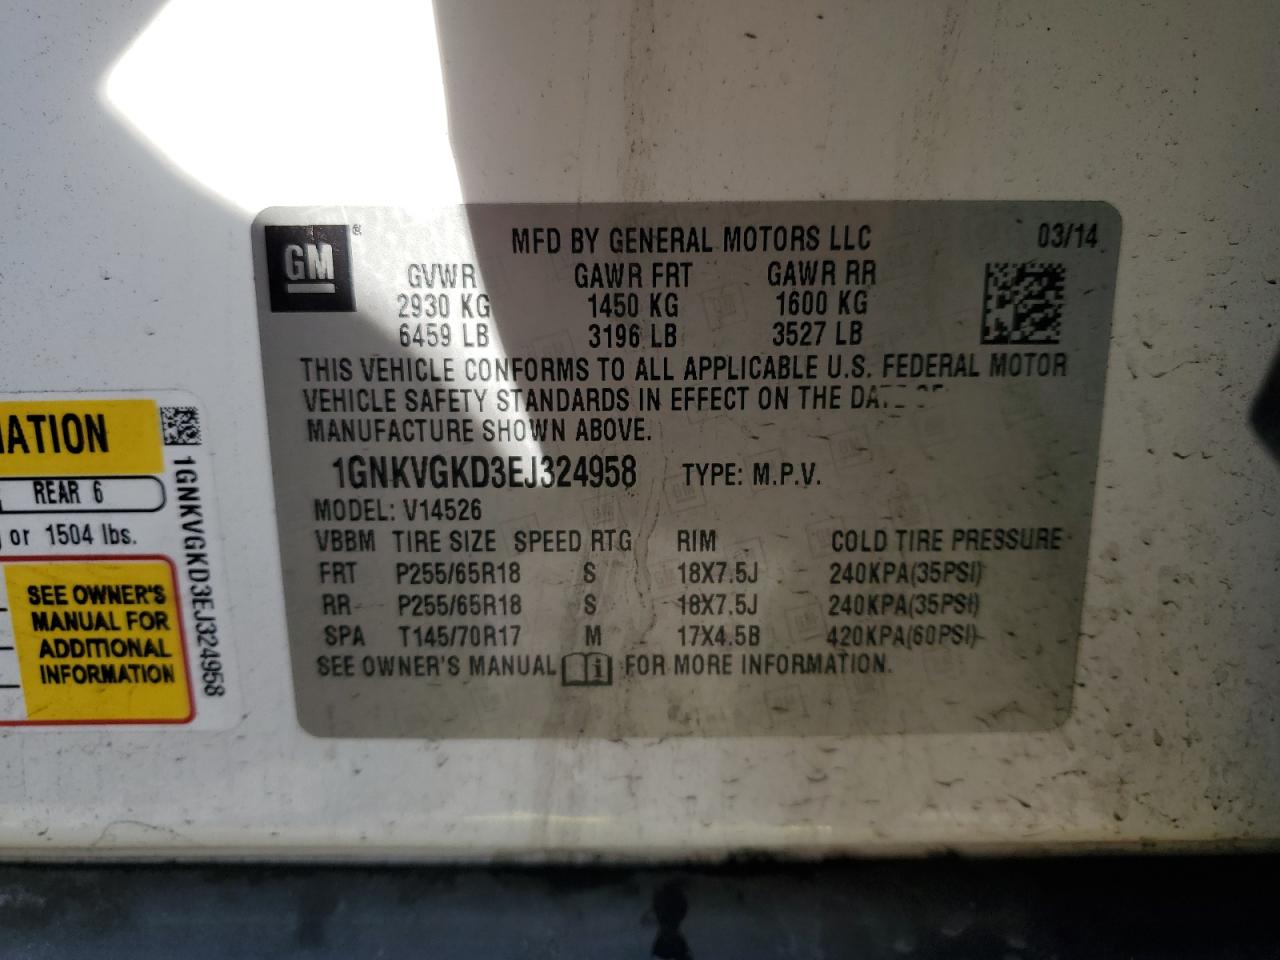 GM ®
MFD BY GENERAL MOTORS LLC 03/14
GVWR GAWR FRT GAWR RR
2930 KG 1450 KG 1600 KG
6459 LB 3196 LB 3527 LB
THIS VEHICLE CONFORMS TO ALL APPLICABLE U.S. FEDERAL MOTOR
VEHICLE SAFETY STANDARDS IN EFFECT ON THE
MANUFACTURE SHOWN ABOVE.
1GNKVGKD3EJ324958 TYPE: M.P.V.
MODEL: V14526
VBBM TIRE SIZE SPEED RTG RIM COLD TIRE PRESSURE
FRT P255/65R18 S 18X7.5J 240KPA(35PSI)
RR P255/65R18 S 18X7.5J 240KPA(35PSI)
SPA T145/70R17 M 17X4.5B 420KPA(60PSI)
SEE OWNER'S MANUAL FOR MORE INFORMATION.
MATION
REAR 6
or 1504 lbs.
SEE OWNER'S
MANUAL FOR
ADDITIONAL
INFORMATION
1GNKVGKD3EJ324958